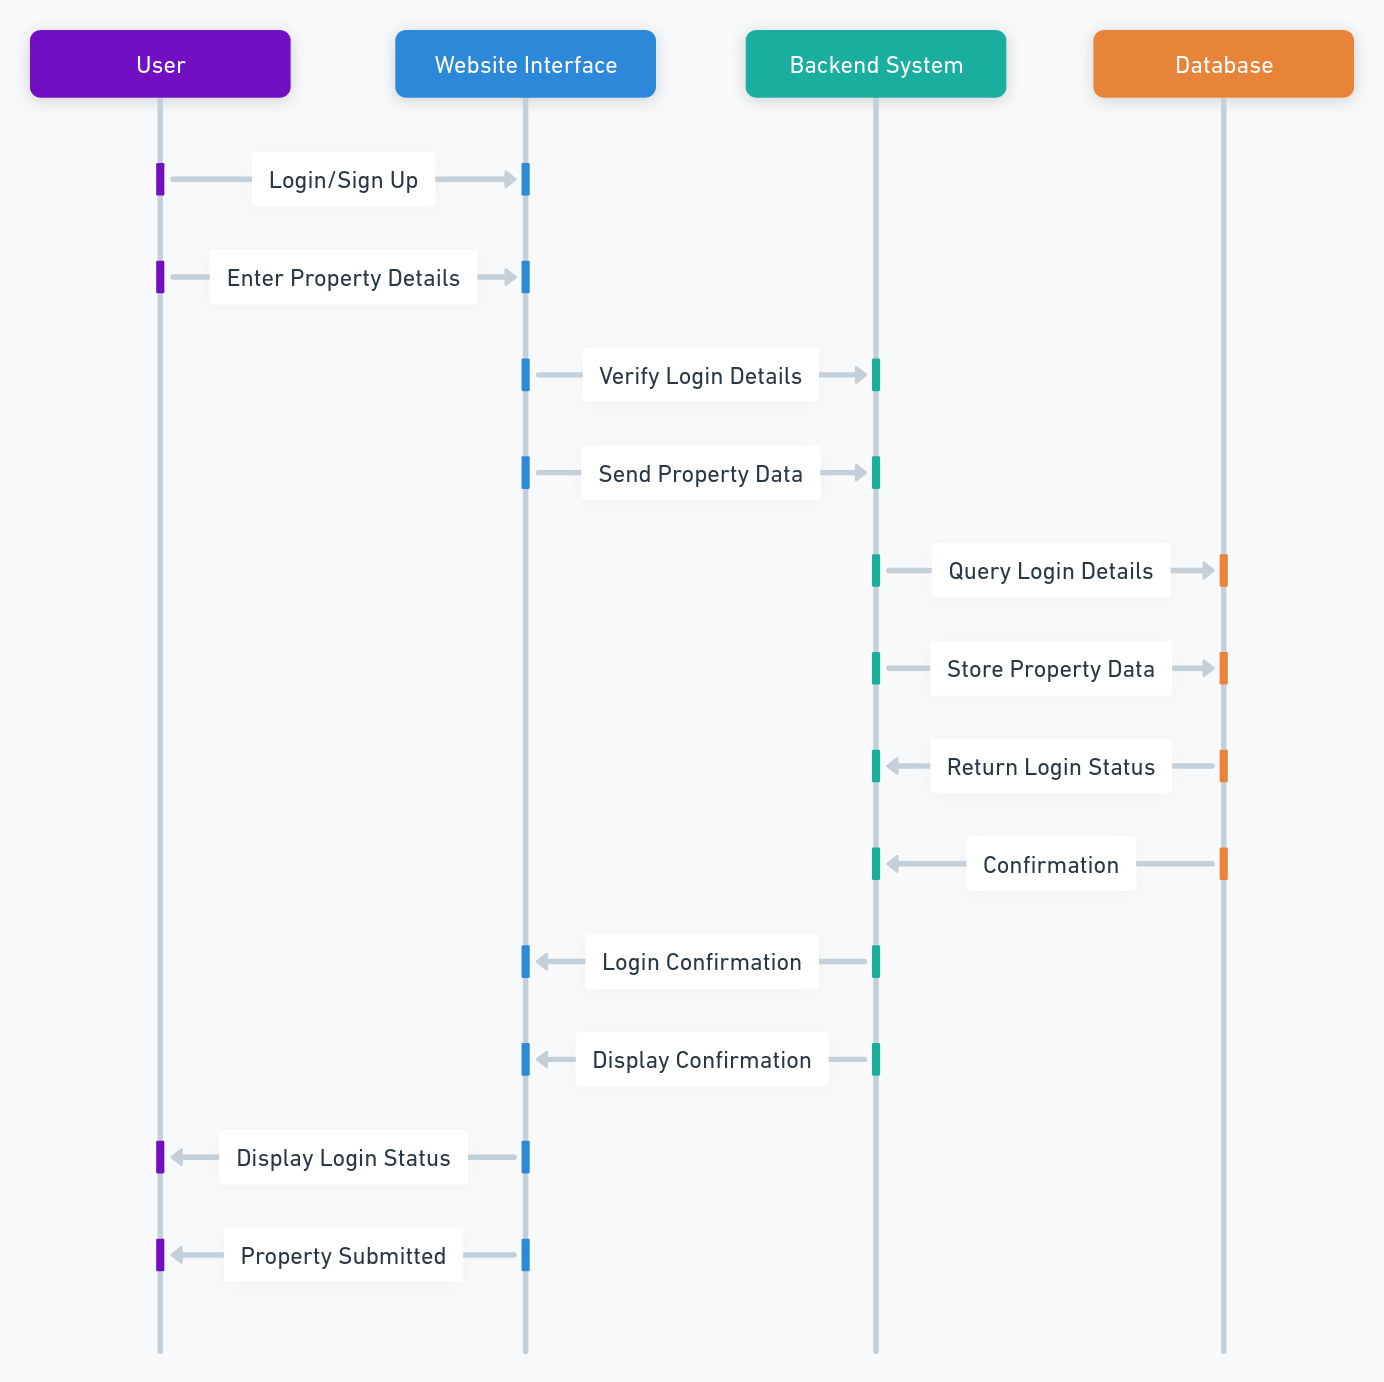 User
Website Interface
Backend System
Database
Login/Sign Up
Enter Property Details
Verify Login Details
Send Property Data
Query Login Details
Store Property Data
Return Login Status
Confirmation
Login Confirmation
Display Confirmation
Display Login Status
Property Submitted